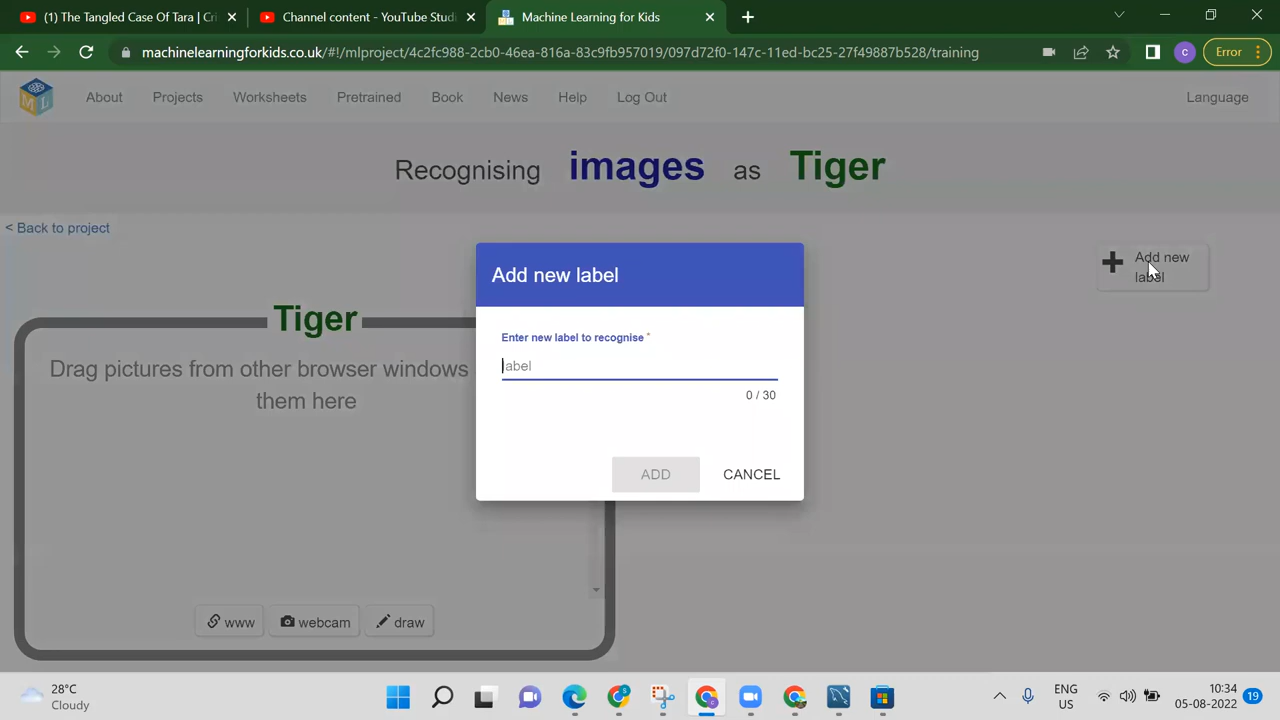 (1) The Tangled Case Of Tara | Cri
Channel content - YouTube Studi
Machine Learning for Kids
machinelearningforkids.co.uk/#!/mlproject/4c2fc988-2cb0-46ea-816a-83c9fb957019/097d72f0-147c-11ed-bc25-27f49887b528/training
c
Error
ML
About
Projects
Worksheets
Pretrained
Book
News
Help
Log Out
Language
Recognising images as Tiger
< Back to project
Add new
label
Add new label
Enter new label to recognise *
label
0 / 30
ADD
CANCEL
Tiger
Drag pictures from other browser windows
them here
www
webcam
draw
28°C
Cloudy
ENG
US
10:34
05-08-2022
19